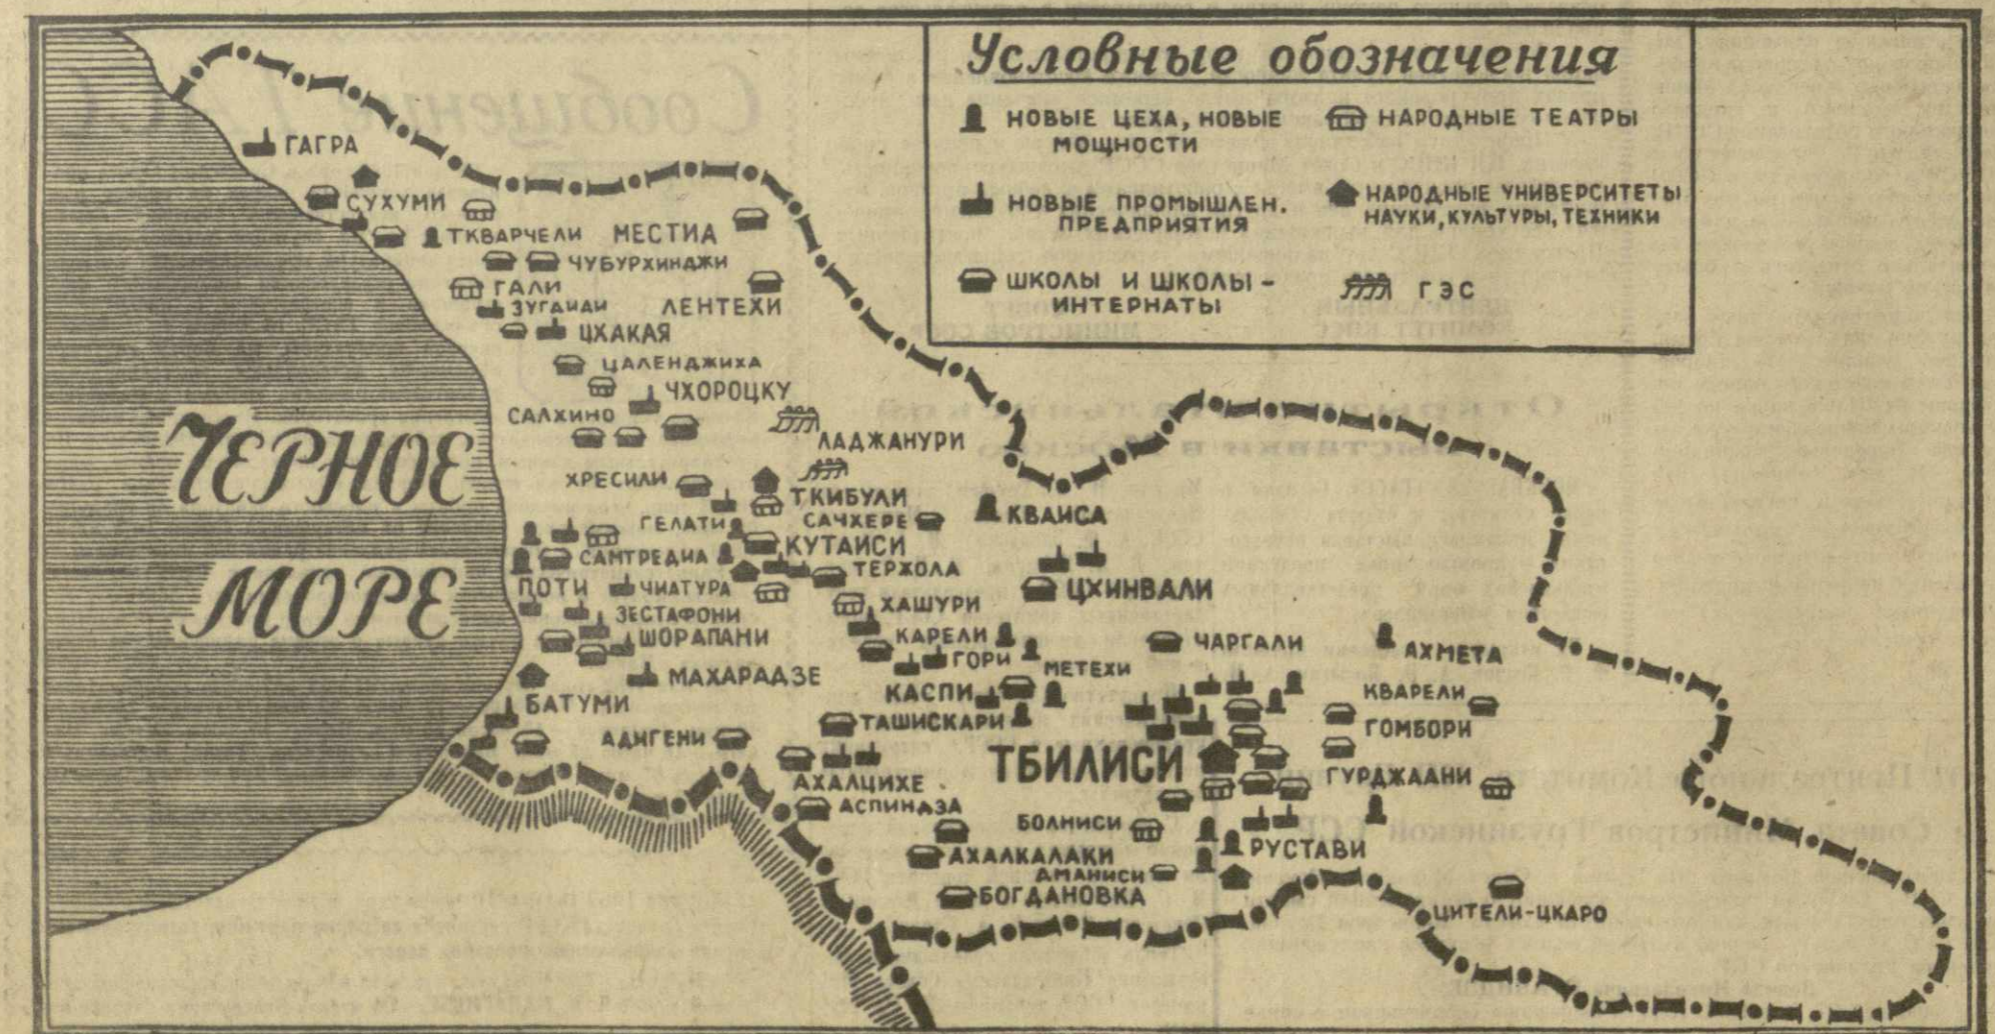 Условные обозначения
НОВЫЕ ЦЕХА, НОВЫЕ
МОЩНОСТИ
НАРОДНЫЕ ТЕАТРЫ
НОВЫЕ ПРОМЫШЛЕН.
ПРЕДПРИЯТИЯ
НАРОДНЫЕ УНИВЕРСИТЕТЫ
НАУКИ, КУЛЬТУРЫ, ТЕХНИКИ
ШКОЛЫ И ШКОЛЫ -
ИНТЕРНАТЫ
ГЭС
ГАГРА
СУХУМИ
ТКВАРЧЕЛИ
МЕСТИА
ЧУБУРХИНДЖИ
ГАЛИ
ЗУГДИДИ
ЛЕНТЕХИ
ЦХАКАЯ
ЦАЛЕНДЖИХА
ЧХОРОЦКУ
САЛХИНО
ЛАДЖАНУРИ
ЧЕРНОЕ
МОРЕ
ХРЕСИЛИ
ТКИБУЛИ
ГЕЛАТИ
САЧХЕРЕ
КВАИСА
КУТАИСИ
САМТРЕДИА
ТЕРЖОЛА
ПОТИ
ЧИАТУРА
ЦХИНВАЛИ
ХАШУРИ
ЗЕСТАФОНИ
ШОРАПАНИ
КАРЕЛИ
ЧАРГАЛИ
АХМЕТА
ГОРИ
МЕТЕХИ
МАХАРАДЗЕ
КАСПИ
КВАРЕЛИ
БАТУМИ
ТАШИСКАРИ
ГОМБОРИ
АДИГЕНИ
ТБИЛИСИ
ГУРДЖААНИ
АХАЛЦИХЕ
АСПИНДЗА
БОЛНИСИ
РУСТАВИ
АХАЛКАЛАКИ
ДМАНИСИ
БОГДАНОВКА
ЦИТЕЛИ-ЦКАРО